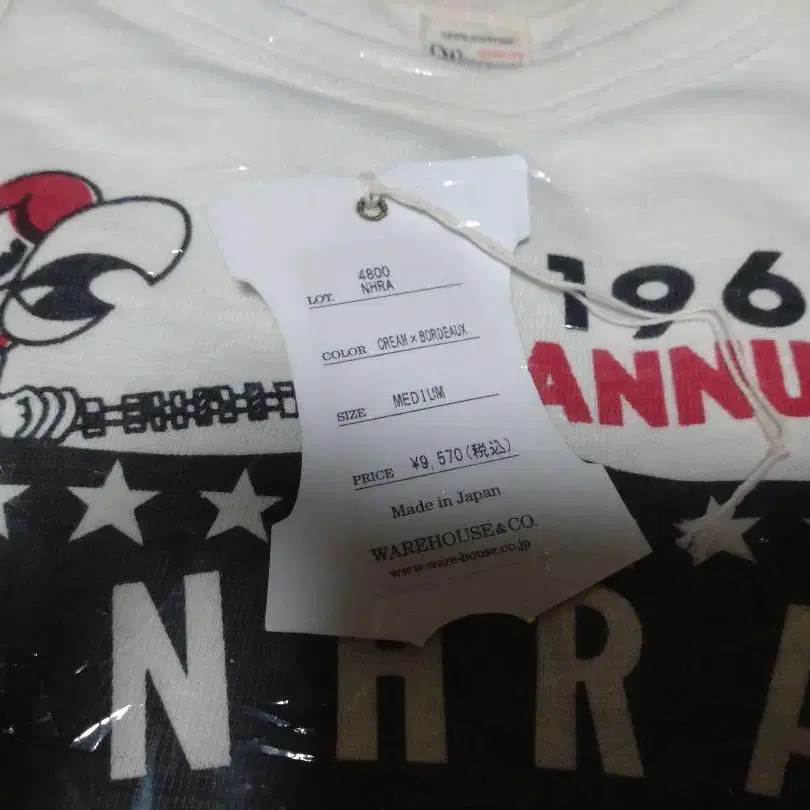 LOT. 4800
NHRA
COLOR CREAM × BORDEAUX
SIZE MEDIUM
PRICE ¥9,570(税込)
Made in Japan
WAREHOUSE & CO.
www.ware-house.co.jp
196
ANNU
NHRA